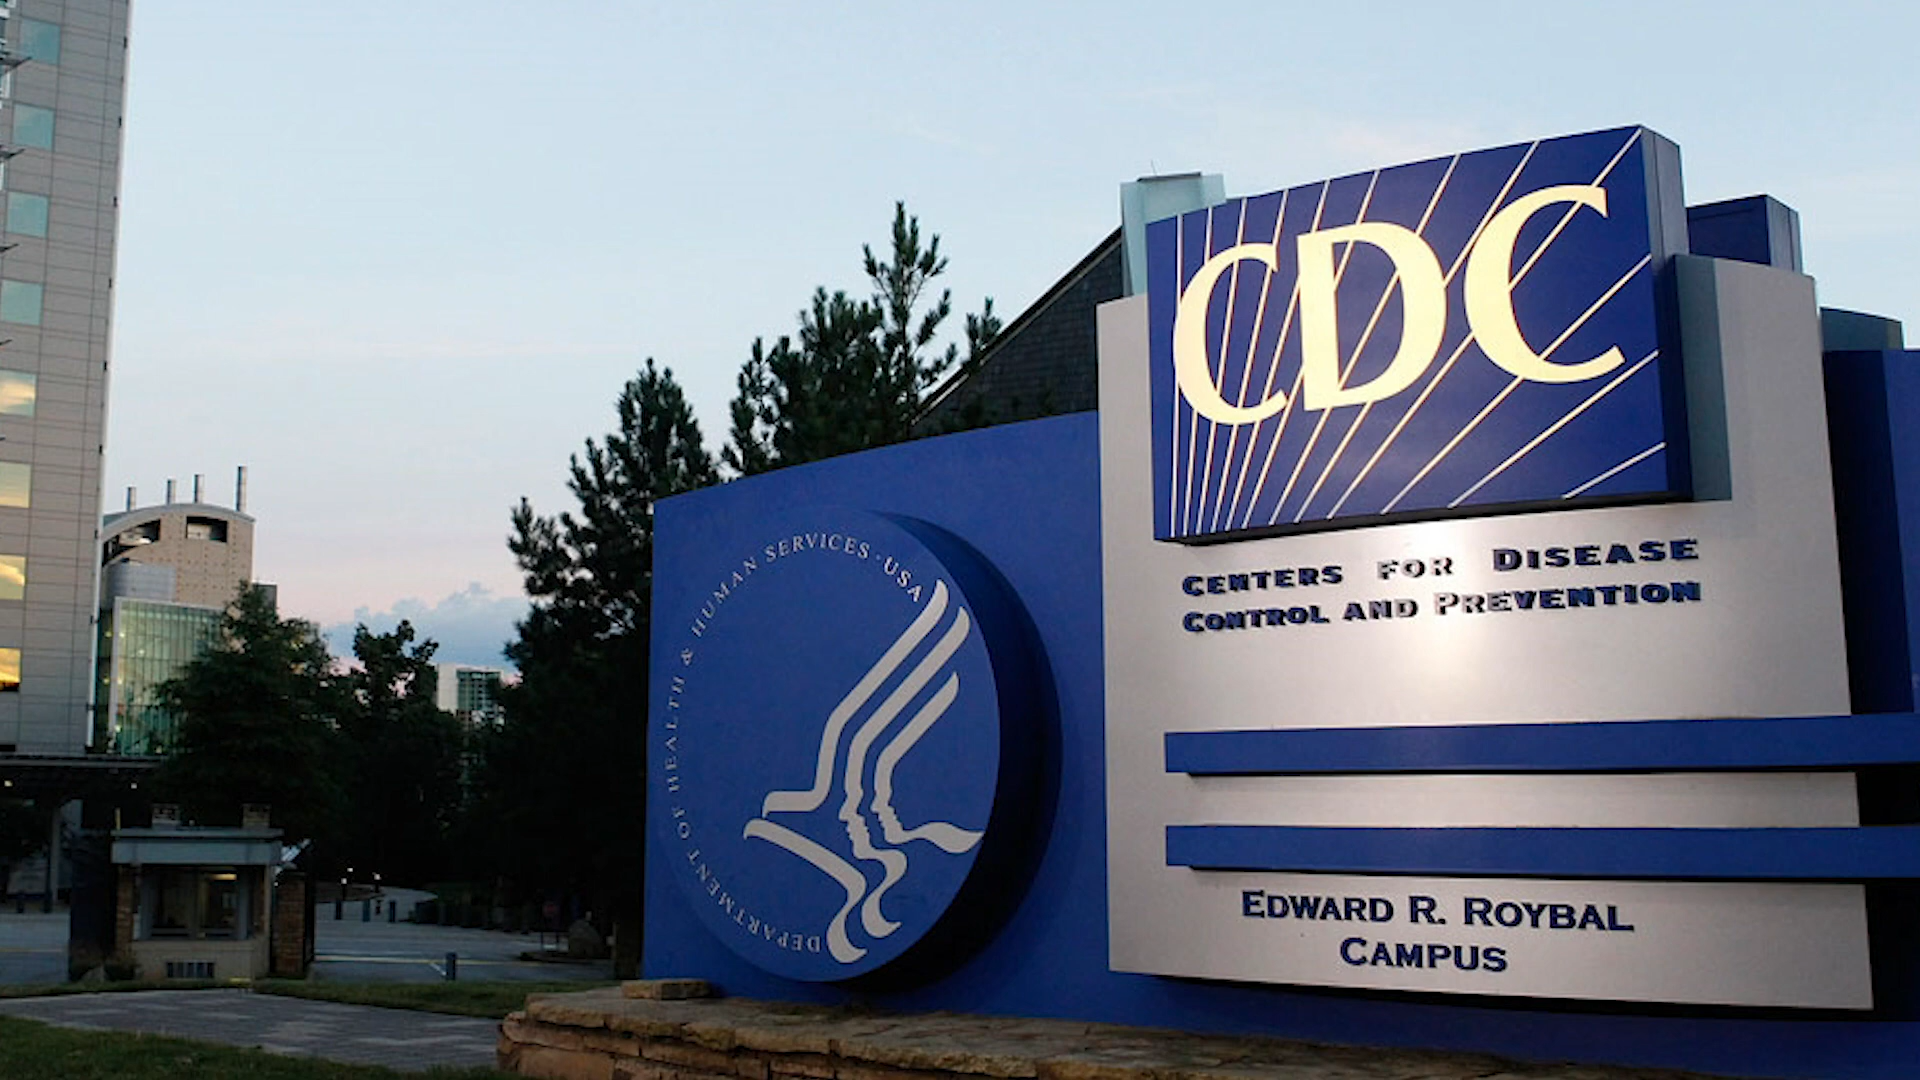 CDC
CENTERS FOR DISEASE
CONTROL AND PREVENTION
EDWARD R. ROYBAL
CAMPUS
DEPARTMENT OF HEALTH & HUMAN SERVICES · USA